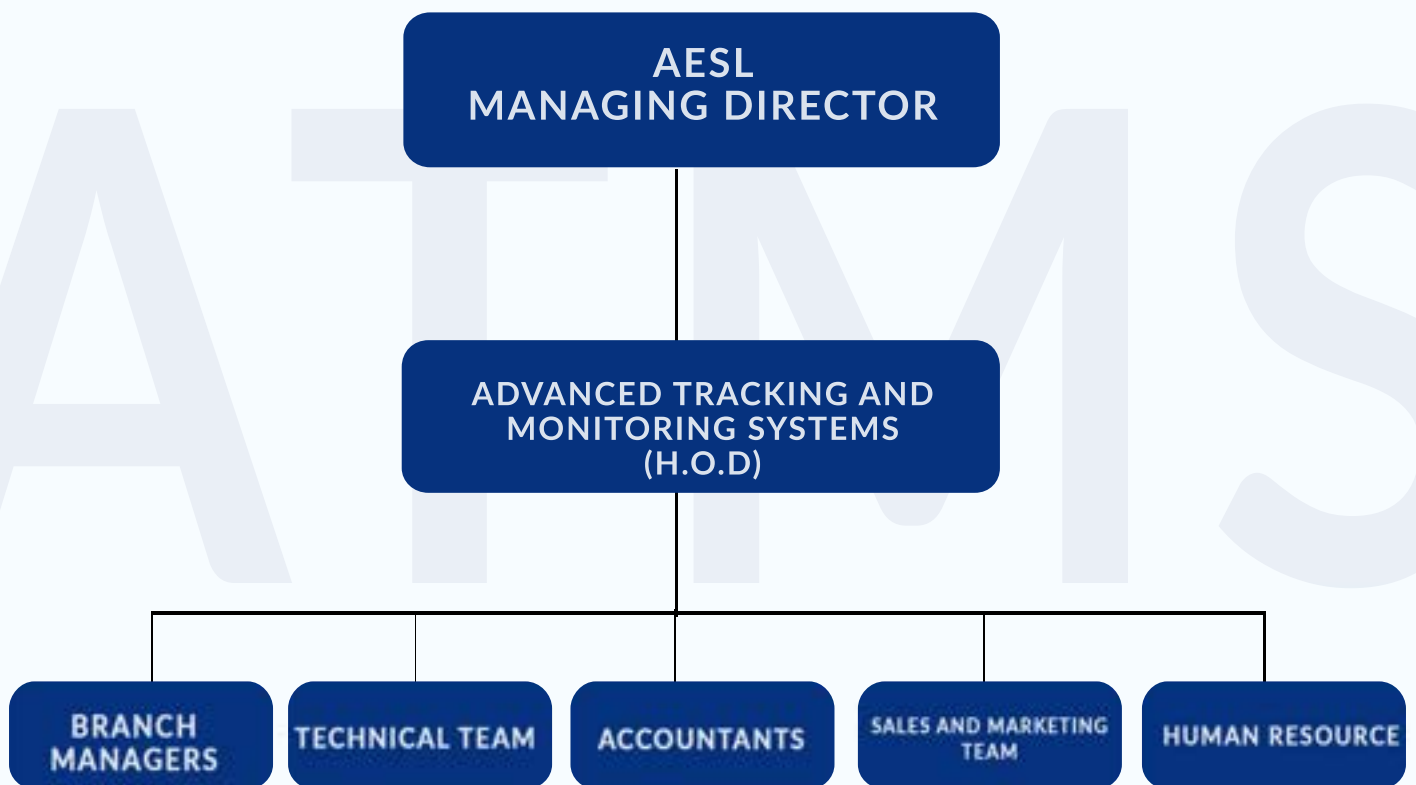 AESL
MANAGING DIRECTOR
ADVANCED TRACKING AND
MONITORING SYSTEMS
(H.O.D)
BRANCH
MANAGERS
TECHNICAL TEAM
ACCOUNTANTS
SALES AND MARKETING
TEAM
HUMAN RESOURCE
ATMS